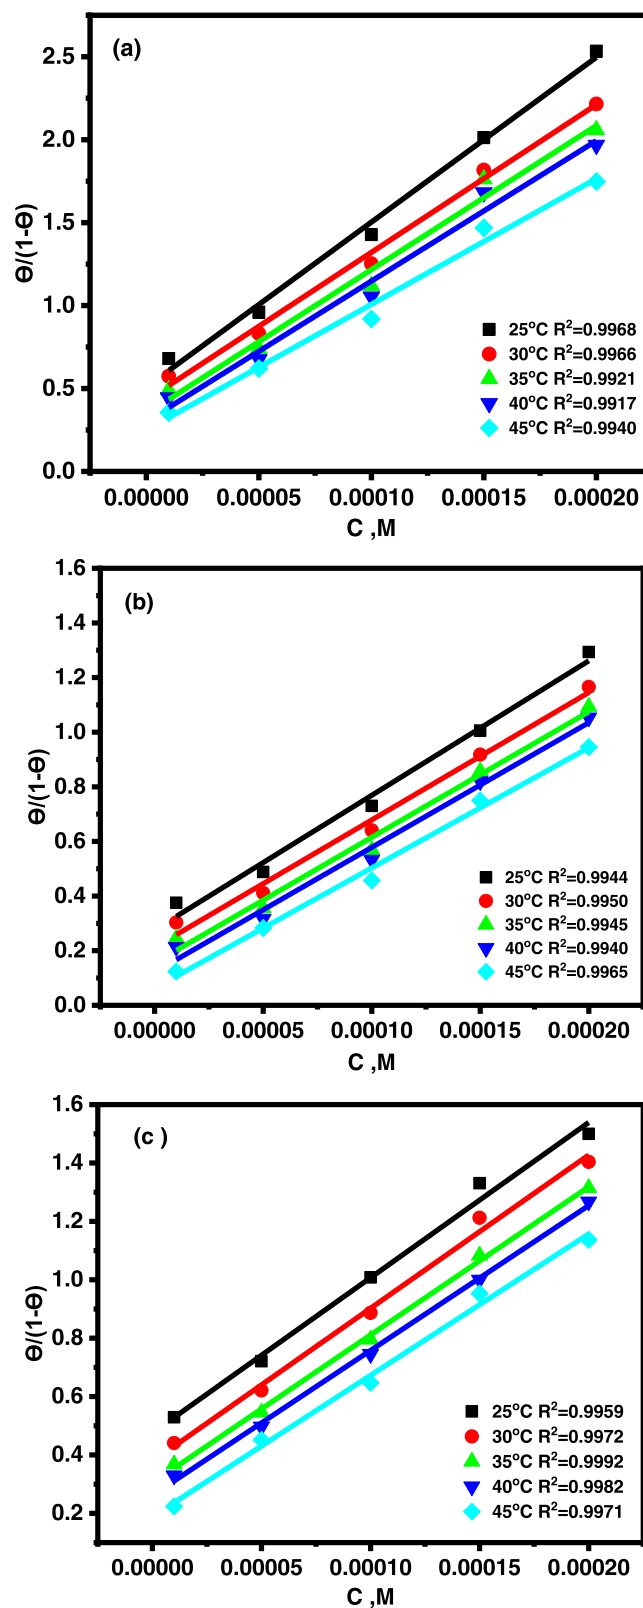 (a)
2.5
2.0
1.5
1.0
0.5
0.0
Ө/(1-Ө)
25°C R²=0.9968
30°C R²=0.9966
35°C R²=0.9921
40°C R²=0.9917
45°C R²=0.9940
0.00000 0.00005 0.00010 0.00015 0.00020
C ,M
(b)
1.6
1.4
1.2
1.0
0.8
0.6
0.4
0.2
0.0
Ө/(1-Ө)
25°C R²=0.9944
30°C R²=0.9950
35°C R²=0.9945
40°C R²=0.9940
45°C R²=0.9965
0.00000 0.00005 0.00010 0.00015 0.00020
C ,M
(c )
1.6
1.4
1.2
1.0
0.8
0.6
0.4
0.2
Ө/(1-Ө)
25°C R²=0.9959
30°C R²=0.9972
35°C R²=0.9992
40°C R²=0.9982
45°C R²=0.9971
0.00000 0.00005 0.00010 0.00015 0.00020
C ,M